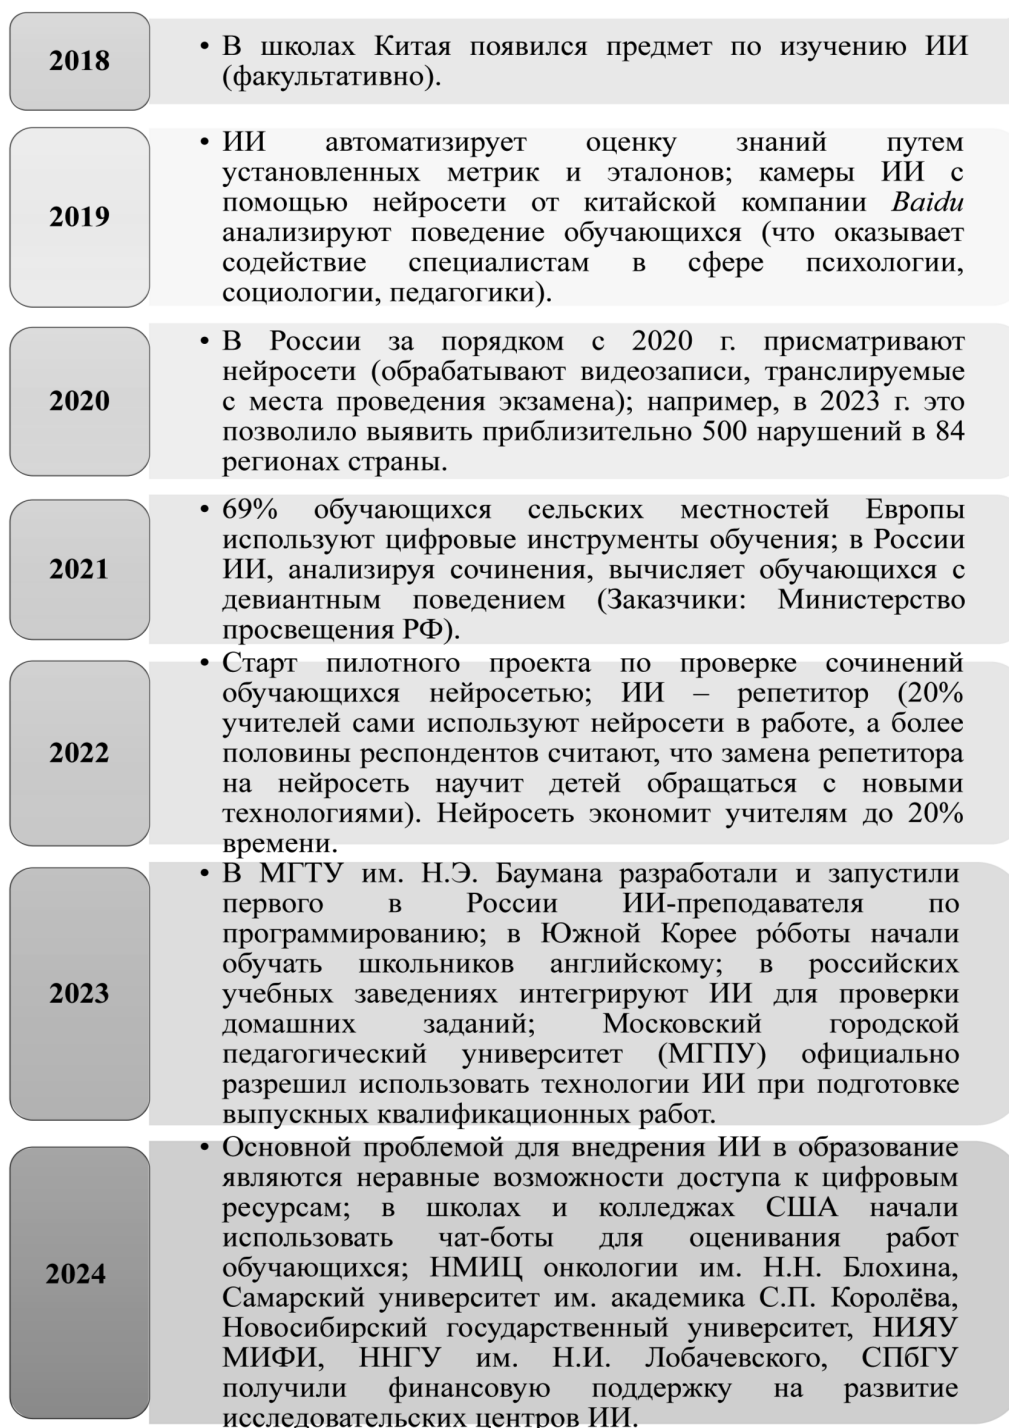 2018
• В школах Китая появился предмет по изучению ИИ
(факультативно).
2019
• ИИ автоматизирует оценку знаний путем
установленных метрик и эталонов; камеры ИИ с
помощью нейросети от китайской компании Baidu
анализируют поведение обучающихся (что оказывает
содействие специалистам в сфере психологии,
социологии, педагогики).
2020
• В России за порядком с 2020 г. присматривают
нейросети (обрабатывают видеозаписи, транслируемые
с места проведения экзамена); например, в 2023 г. это
позволило выявить приблизительно 500 нарушений в 84
регионах страны.
2021
• 69% обучающихся сельских местностей Европы
используют цифровые инструменты обучения; в России
ИИ, анализируя сочинения, вычисляет обучающихся с
девиантным поведением (Заказчики: Министерство
просвещения РФ).
2022
• Старт пилотного проекта по проверке сочинений
обучающихся нейросетью; ИИ – репетитор (20%
учителей сами используют нейросети в работе, а более
половины респондентов считают, что замена репетитора
на нейросеть научит детей обращаться с новыми
технологиями). Нейросеть экономит учителям до 20%
времени.
2023
• В МГТУ им. Н.Э. Баумана разработали и запустили
первого в России ИИ-преподавателя по
программированию; в Южной Корее рóботы начали
обучать школьников английскому; в российских
учебных заведениях интегрируют ИИ для проверки
домашних заданий; Московский городской
педагогический университет (МГПУ) официально
разрешил использовать технологии ИИ при подготовке
выпускных квалификационных работ.
2024
• Основной проблемой для внедрения ИИ в образование
являются неравные возможности доступа к цифровым
ресурсам; в школах и колледжах США начали
использовать чат-боты для оценивания работ
обучающихся; НМИЦ онкологии им. Н.Н. Блохина,
Самарский университет им. академика С.П. Королёва,
Новосибирский государственный университет, НИЯУ
МИФИ, ННГУ им. Н.И. Лобачевского, СПбГУ
получили финансовую поддержку на развитие
исследовательских центров ИИ.